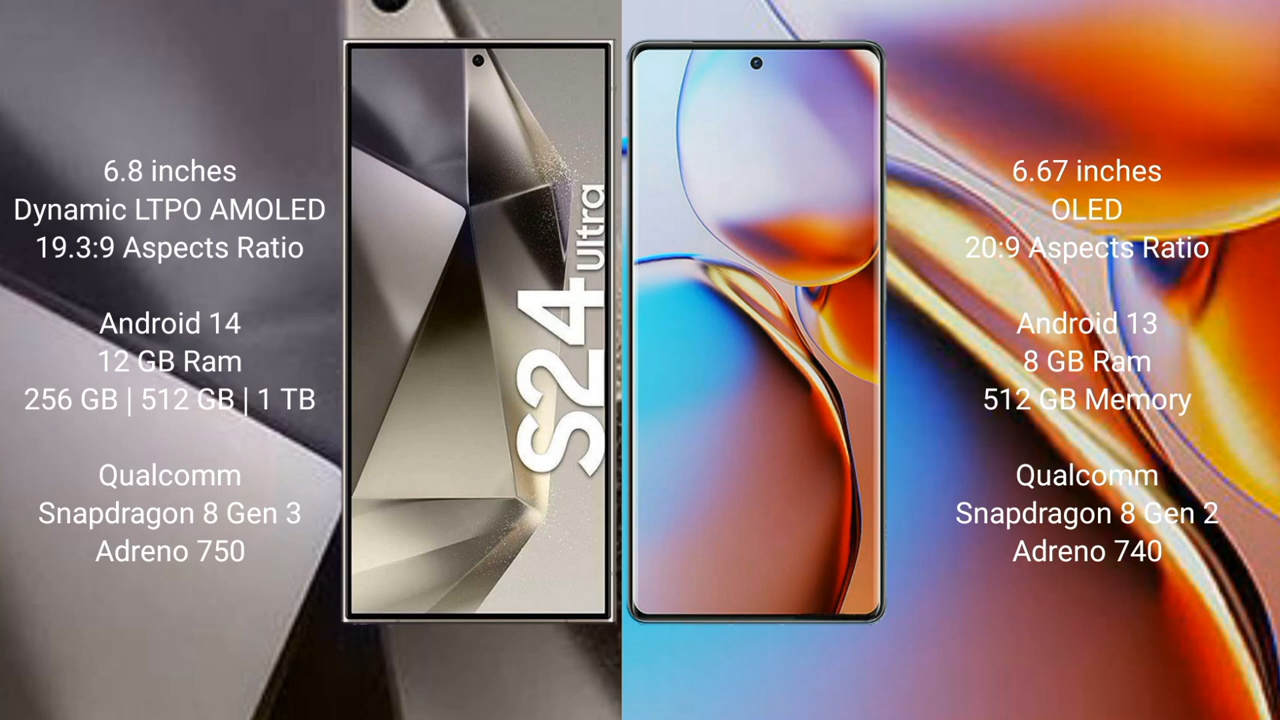 6.8 inches
Dynamic LTPO AMOLED
19.3:9 Aspects Ratio
Android 14
12 GB Ram
256 GB | 512 GB | 1 TB
Qualcomm
Snapdragon 8 Gen 3
Adreno 750
S24 ultra
6.67 inches
OLED
20:9 Aspects Ratio
Android 13
8 GB Ram
512 GB Memory
Qualcomm
Snapdragon 8 Gen 2
Adreno 740